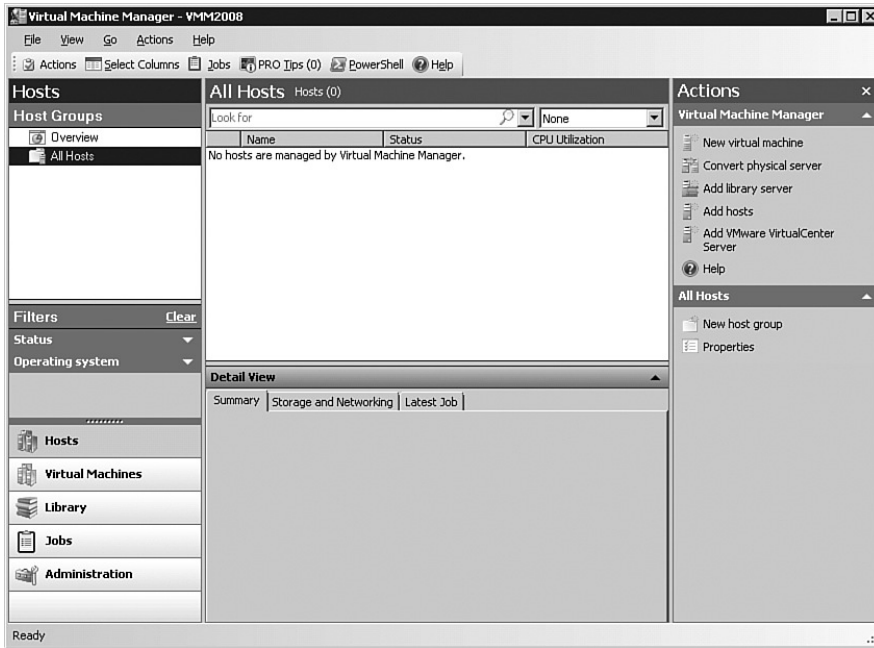 Virtual Machine Manager - VMM2008
File View Go Actions Help
Actions Select Columns Jobs PRO Tips (0) PowerShell Help
Hosts
Host Groups
Overview
All Hosts
Filters Clear
Status
Operating system
Hosts
Virtual Machines
Library
Jobs
Administration
All Hosts Hosts (0)
Look for None
Name Status CPU Utilization
No hosts are managed by Virtual Machine Manager.
Detail View
Summary Storage and Networking Latest Job
Actions
Virtual Machine Manager
New virtual machine
Convert physical server
Add library server
Add hosts
Add VMware VirtualCenter
Server
Help
All Hosts
New host group
Properties
Ready